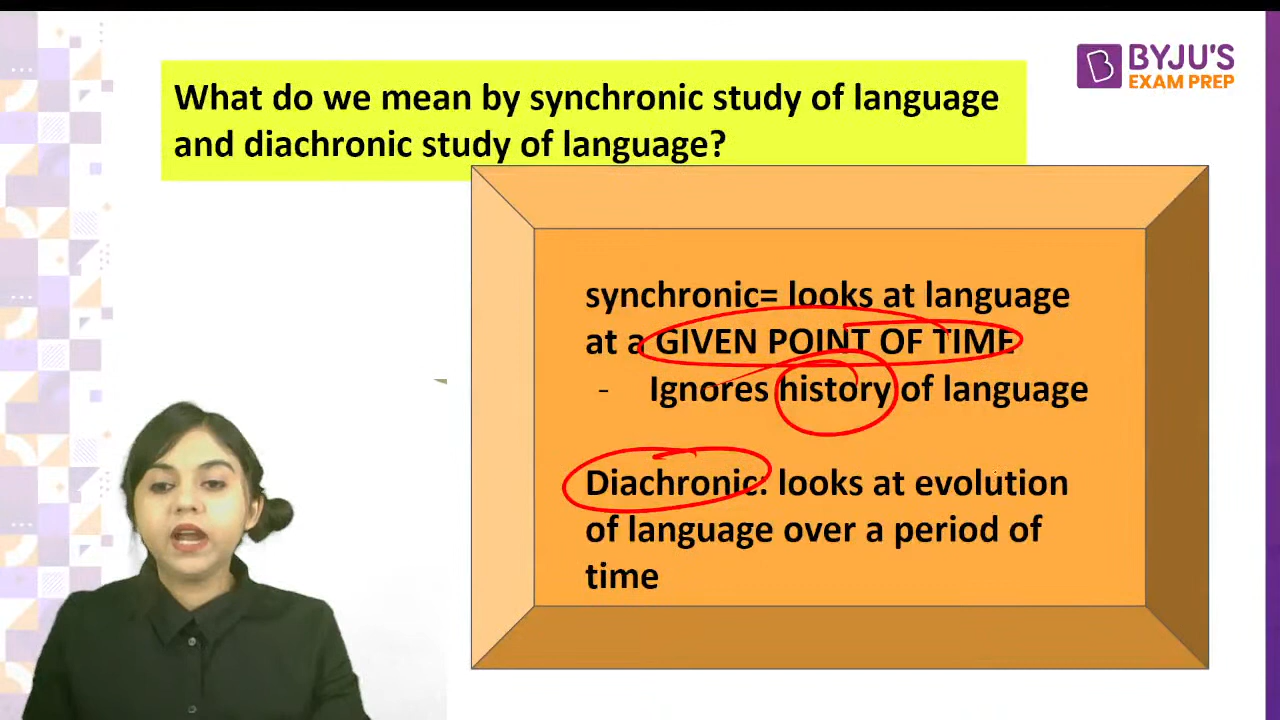 BYJU'S
EXAM PREP
What do we mean by synchronic study of language
and diachronic study of language?
synchronic= looks at language
at a GIVEN POINT OF TIME
- Ignores history of language
Diachronic: looks at evolution
of language over a period of
time